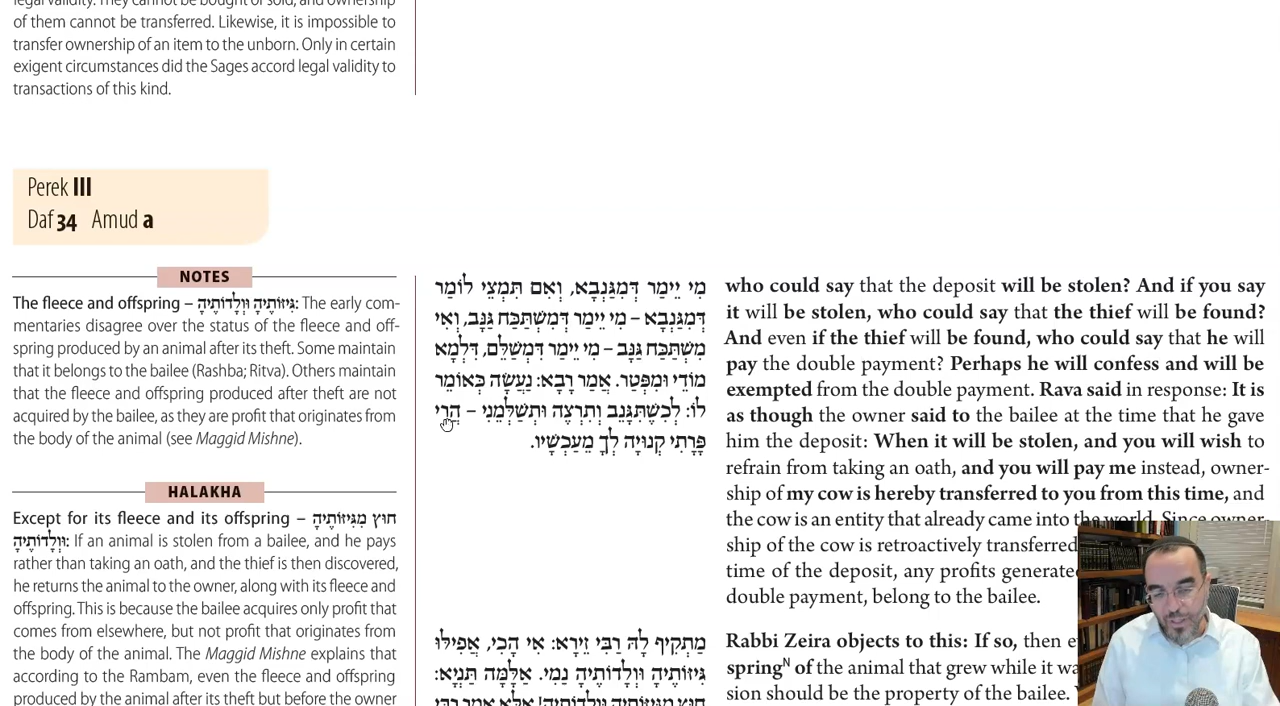 legal validity. They cannot be bought or sold, and ownership
of them cannot be transferred. Likewise, it is impossible to
transfer ownership of an item to the unborn. Only in certain
exigent circumstances did the Sages accord legal validity to
transactions of this kind.
Perek III
Daf 34 Amud a
NOTES
The fleece and offspring – גִּיזּוֹתֶיהָ וּוְלָדוֹתֶיהָ: The early com-
mentaries disagree over the status of the fleece and off-
spring produced by an animal after its theft. Some maintain
that it belongs to the bailee (Rashba; Ritva). Others maintain
that the fleece and offspring produced after theft are not
acquired by the bailee, as they are profit that originates from
the body of the animal (see Maggid Mishne).
HALAKHA
Except for its fleece and its offspring – חוּץ מִגִּיזּוֹתֶיהָ
וּוְלָדוֹתֶיהָ: If an animal is stolen from a bailee, and he pays
rather than taking an oath, and the thief is then discovered,
he returns the animal to the owner, along with its fleece and
offspring. This is because the bailee acquires only profit that
comes from elsewhere, but not profit that originates from
the body of the animal. The Maggid Mishne explains that
according to the Rambam, even the fleece and offspring
produced by the animal after its theft but before the owner
מִי יֵימַר דְּמִגַּנְבָא, וְאִם תִּמְצֵי לוֹמַר
דְּמִגַּנְבָא – מִי יֵימַר דְּמִשְׁתַּכַּח גַּנָּב, וְאִי
מִשְׁתַּכַּח גַּנָּב – מִי יֵימַר דִּמְשַׁלֵּם, דִּלְמָא
מוֹדֵי וּמִפְּטַר. אֲמַר רָבָא: נַעֲשָׂה כְּאוֹמֵר
לוֹ: לִכְשֶׁתִּגָּנֵב וְתִרְצֶה וּתְשַׁלְּמֵנִי – הֲרֵי
פָּרָתִי קְנוּיָה לְךָ מֵעַכְשָׁיו.
מַתְקֵיף לָהּ רַבִּי זֵירָא: אִי הָכִי, אֲפִילּוּ
גִּיזּוֹתֶיהָ וּוְלָדוֹתֶיהָ נַמִי. אַלָּמָּה תַּנְיָא:
חוּץ מִגִּיזּוֹתֶיהָ וּוְלָדוֹתֶיהָ! אֶלָּא אֲמַר רַבִּי
who could say that the deposit will be stolen? And if you say
it will be stolen, who could say that the thief will be found?
And even if the thief will be found, who could say that he will
pay the double payment? Perhaps he will confess and will be
exempted from the double payment. Rava said in response: It is
as though the owner said to the bailee at the time that he gave
him the deposit: When it will be stolen, and you will wish to
refrain from taking an oath, and you will pay me instead, owner-
ship of my cow is hereby transferred to you from this time, and
the cow is an entity that already came into the world. Since owner-
ship of the cow is retroactively transferred
time of the deposit, any profits generated
double payment, belong to the bailee.
Rabbi Zeira objects to this: If so, then
spring^N of the animal that grew while it
sion should be the property of the bailee.